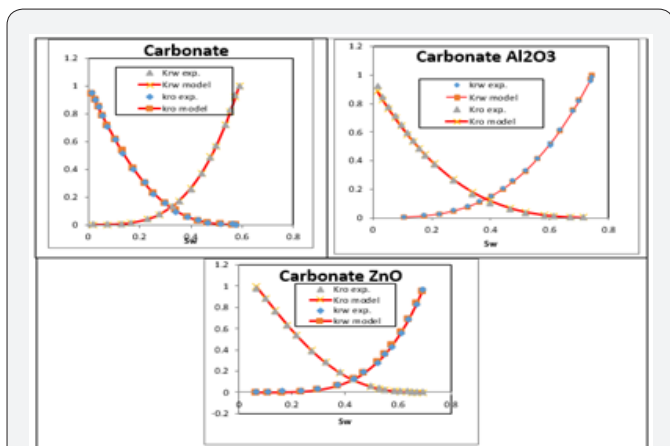 Carbonate
1.2
1
0.8
0.6
0.4
0.2
0
Krw exp.
Krw model
kro exp.
kro model
0 0.2 0.4 0.6 0.8
Sw
Carbonate Al2O3
1.2
1
0.8
0.6
0.4
0.2
0
krw exp.
Krw model
Kro exp.
Kro model
0 0.2 0.4 0.6 0.8
Sw
Carbonate ZnO
1.2
1
0.8
0.6
0.4
0.2
0
-0.2
Kro exp.
Kro model
krw exp.
krw model
0 0.2 0.4 0.6 0.8
Sw